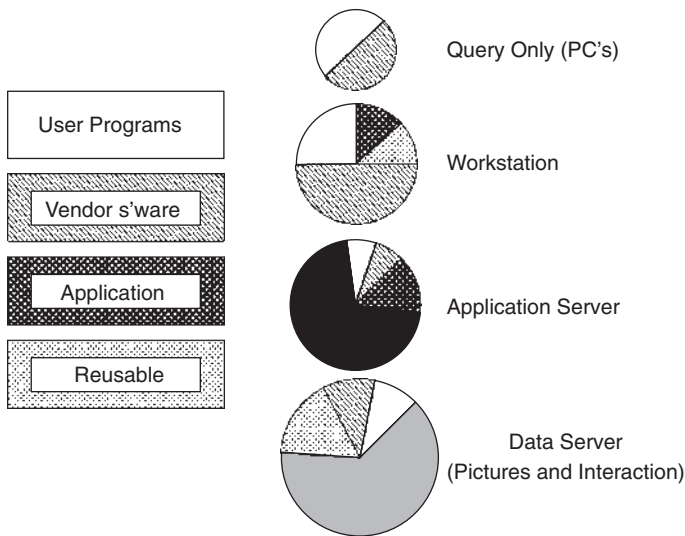 User Programs
Vendor s'ware
Application
Reusable
Query Only (PC's)
Workstation
Application Server
Data Server
(Pictures and Interaction)